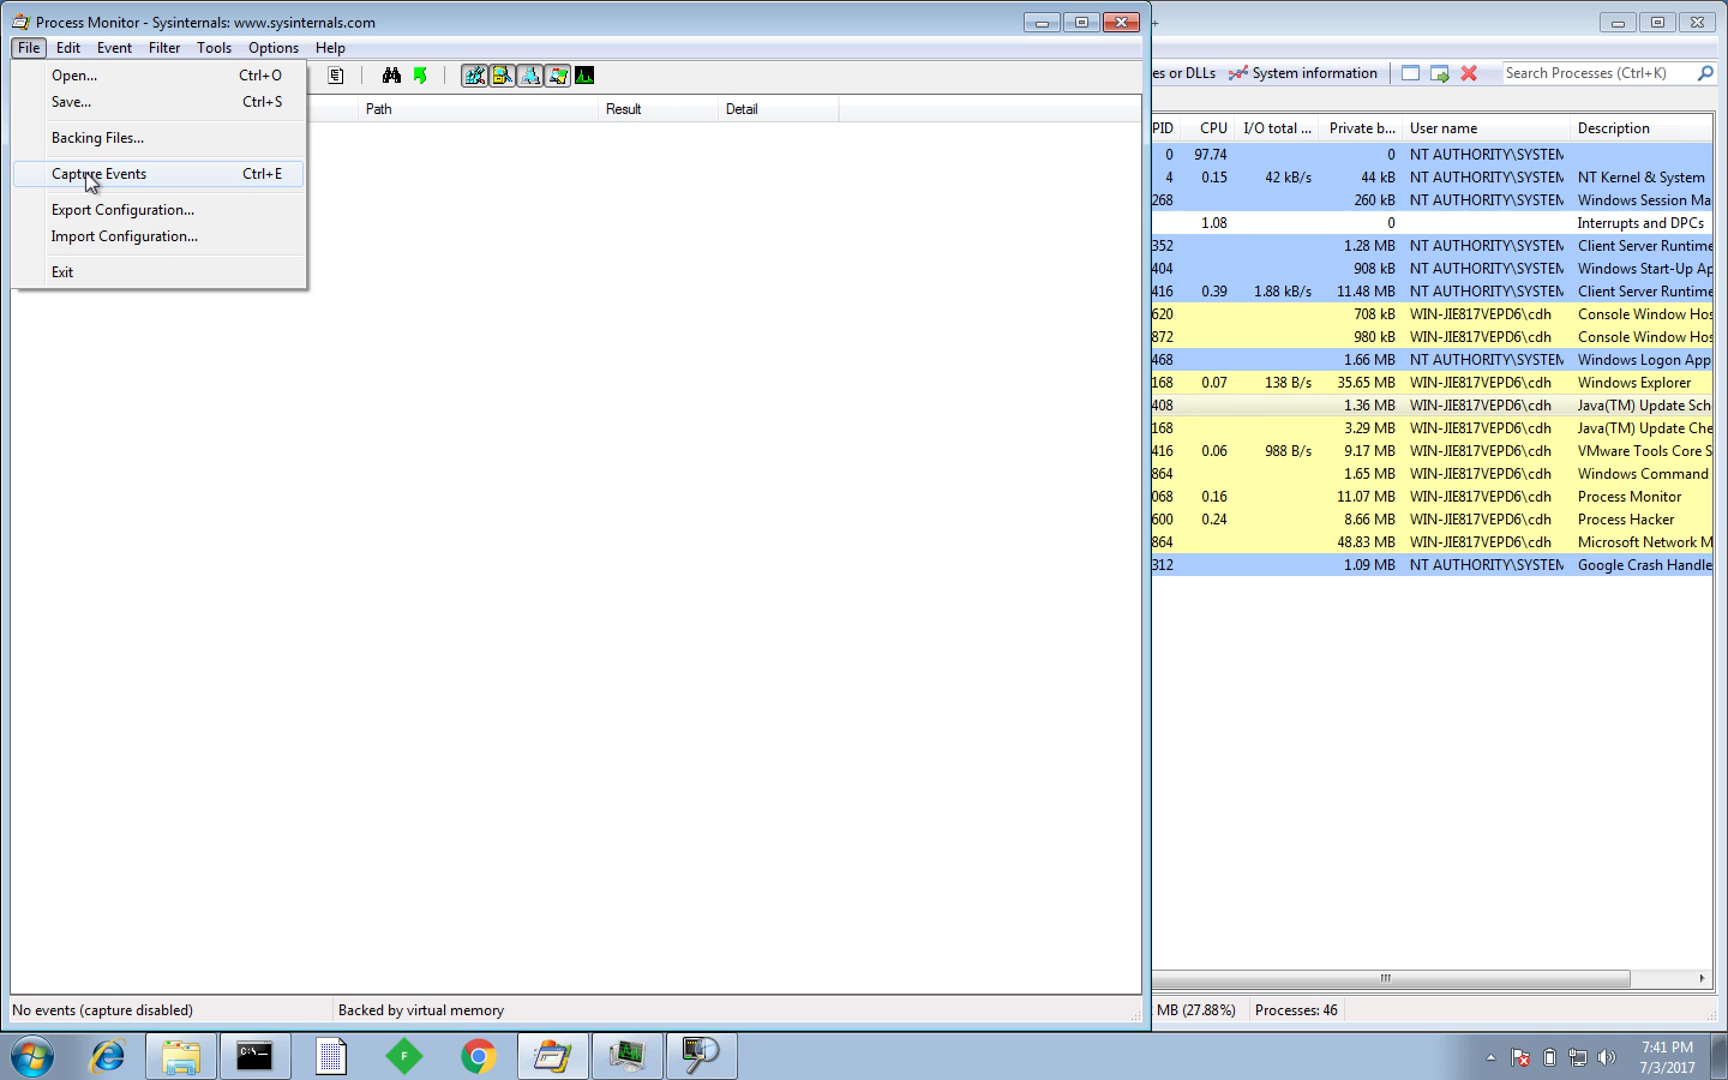 Process Monitor - Sysinternals: www.sysinternals.com
File Edit Event Filter Tools Options Help
Open... Ctrl+O
Save... Ctrl+S
Backing Files...
Capture Events Ctrl+E
Export Configuration...
Import Configuration...
Exit
Path Result Detail
No events (capture disabled) Backed by virtual memory
es or DLLs System information Search Processes (Ctrl+K)
PID CPU I/O total ... Private b... User name Description
0 97.74 0 NT AUTHORITY\SYSTEM
4 0.15 42 kB/s 44 kB NT AUTHORITY\SYSTEM NT Kernel & System
268 260 kB NT AUTHORITY\SYSTEM Windows Session Ma
1.08 0 Interrupts and DPCs
352 1.28 MB NT AUTHORITY\SYSTEM Client Server Runtime
404 908 kB NT AUTHORITY\SYSTEM Windows Start-Up Ap
416 0.39 1.88 kB/s 11.48 MB NT AUTHORITY\SYSTEM Client Server Runtime
620 708 kB WIN-JIE817VEPD6\cdh Console Window Hos
872 980 kB WIN-JIE817VEPD6\cdh Console Window Hos
468 1.66 MB NT AUTHORITY\SYSTEM Windows Logon App
168 0.07 138 B/s 35.65 MB WIN-JIE817VEPD6\cdh Windows Explorer
408 1.36 MB WIN-JIE817VEPD6\cdh Java(TM) Update Sch
168 3.29 MB WIN-JIE817VEPD6\cdh Java(TM) Update Che
416 0.06 988 B/s 9.17 MB WIN-JIE817VEPD6\cdh VMware Tools Core S
864 1.65 MB WIN-JIE817VEPD6\cdh Windows Command
068 0.16 11.07 MB WIN-JIE817VEPD6\cdh Process Monitor
600 0.24 8.66 MB WIN-JIE817VEPD6\cdh Process Hacker
864 48.83 MB WIN-JIE817VEPD6\cdh Microsoft Network M
312 1.09 MB NT AUTHORITY\SYSTEM Google Crash Handle
MB (27.88%) Processes: 46
C:\
F
7:41 PM
7/3/2017